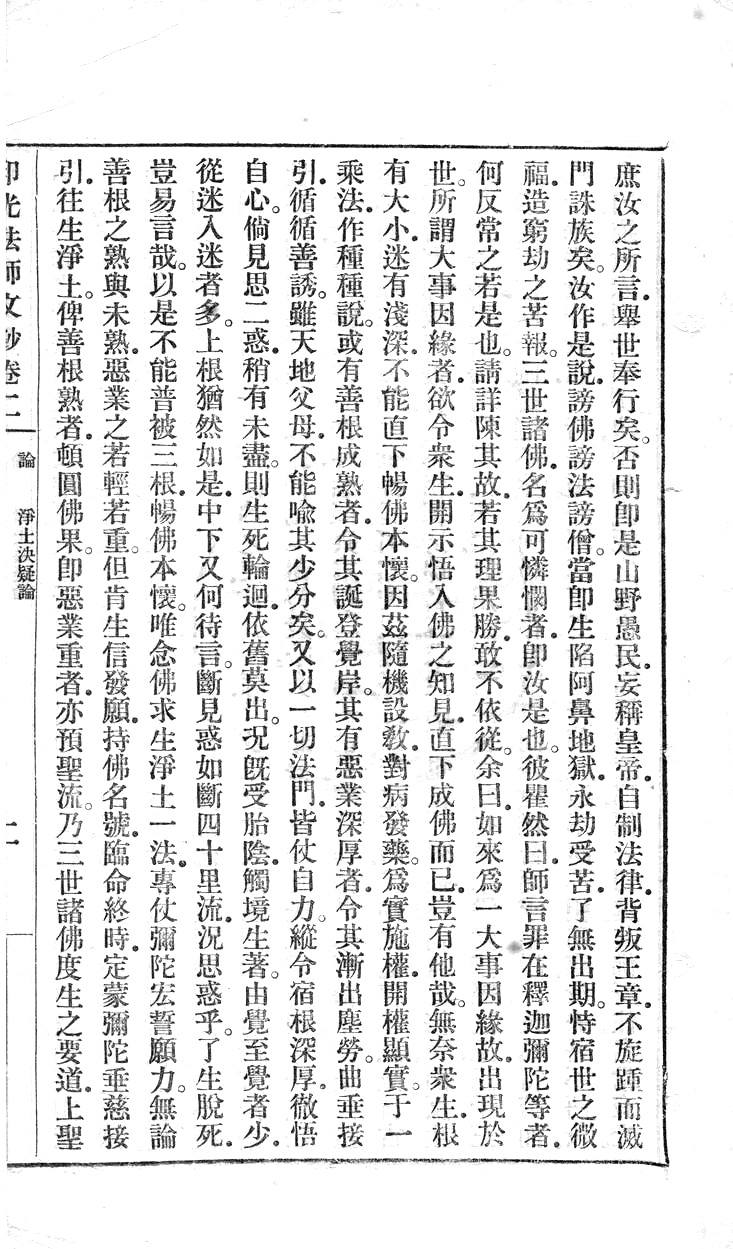 庶汝之所言.舉世奉行矣。否則卽是山野愚民.妄稱皇帝.自制法律.背叛王章.不旋踵而滅
門誅族矣。汝作是說.謗佛謗法謗僧。當卽生陷阿鼻地獄.永劫受苦.了無出期。恃宿世之微
福.造窮劫之苦報。三世諸佛.名爲可憐憫者.卽汝是也。彼瞿然曰.師言罪在釋迦彌陀等者.
何反常之若是也。請詳陳其故.若其理果勝.敢不依從。余曰.如來爲一大事因緣故.出現於
世。所謂大事因緣者.欲令衆生.開示悟入佛之知見.直下成佛而已.豈有他哉。無奈衆生根
有大小.迷有淺深.不能直下暢佛本懷。因茲隨機設敎.對病發藥。爲實施權.開權顯實。于一
乘法.作種種說。或有善根成熟者.令其誕登覺岸。其有惡業深厚者.令其漸出塵勞。曲垂接
引.循循善誘。雖天地父母.不能喩其少分矣。又以一切法門.皆仗自力。縱令宿根深厚.徹悟
自心。倘見思二惑.稍有未盡。則生死輪迴.依舊莫出。況旣受胎陰.觸境生著。由覺至覺者少.
從迷入迷者多。上根猶然如是.中下又何待言。斷見惑如斷四十里流.況思惑乎。了生脫死.
豈易言哉。以是不能普被三根.暢佛本懷。唯念佛求生淨土一法.專仗彌陀宏誓願力。無論
善根之熟與未熟.惡業之若輕若重。但肯生信發願.持佛名號.臨命終時.定蒙彌陀垂慈接
引.往生淨土。俾善根熟者.頓圓佛果。卽惡業重者.亦預聖流。乃三世諸佛度生之要道.上聖
印光法師文鈔卷二 論 淨土決疑論 二